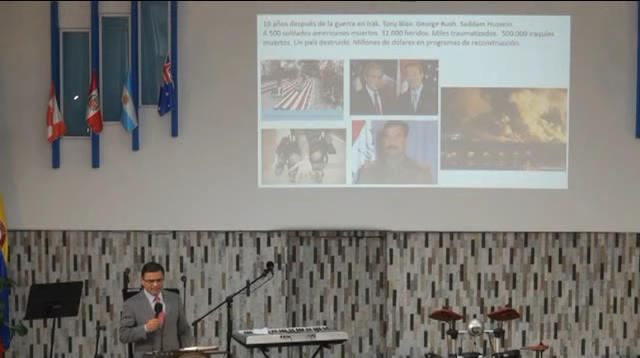 10 años después de la guerra en Irak. Tony Blair. George Bush. Saddam Hussein.
4.500 soldados americanos muertos. 32.000 heridos. Miles traumatizados. 500.000 iraquíes
muertos. Un país destruido. Millones de dólares en programas de reconstrucción.